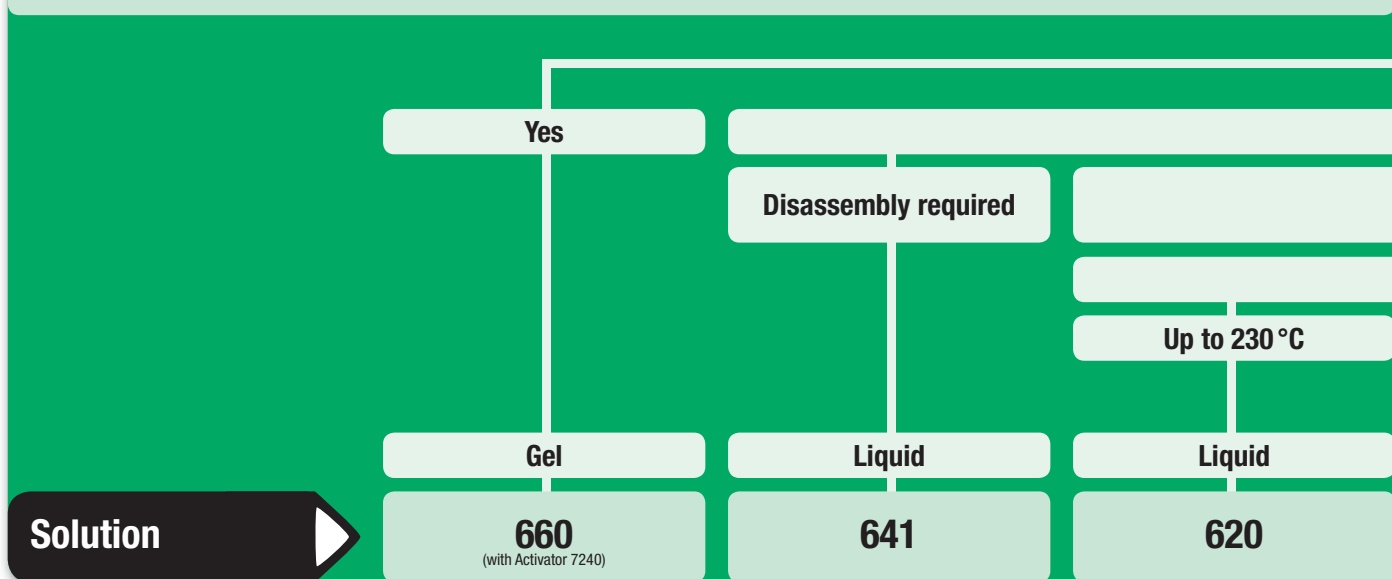 Yes
Disassembly required
Up to 230 °C
Gel
Liquid
Liquid
Solution
660
(with Activator 7240)
641
620